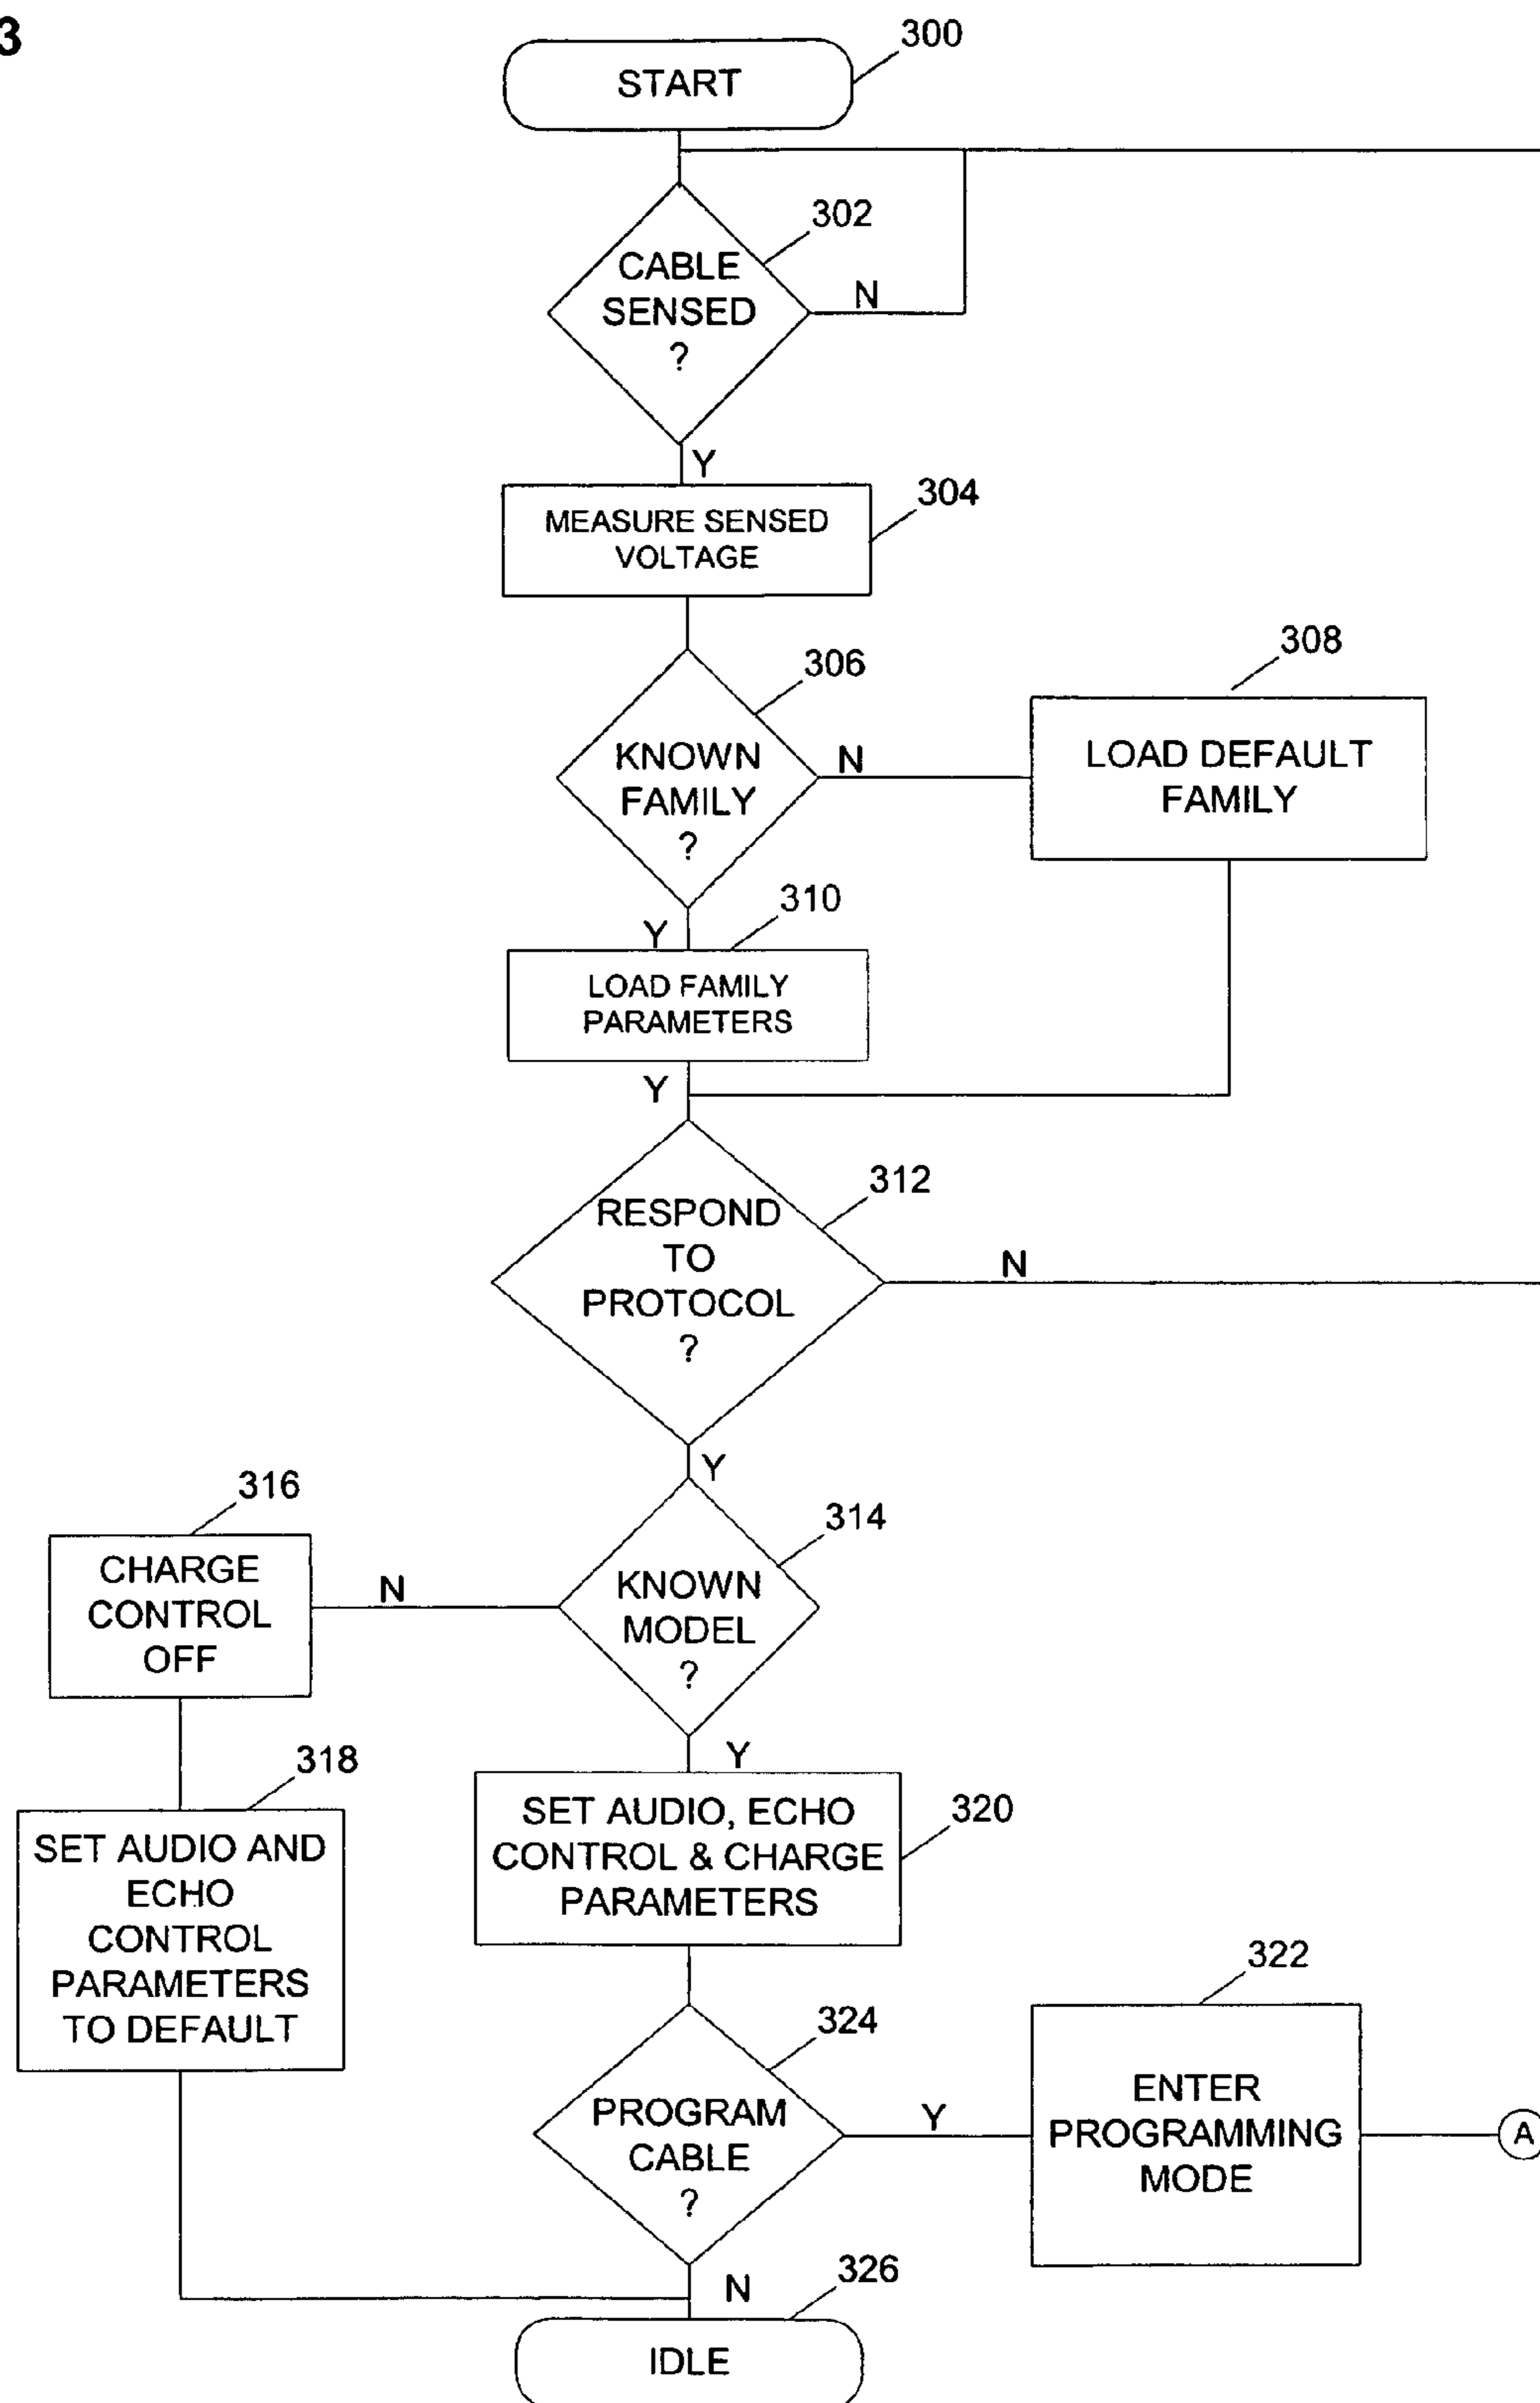 3
START
300
302
CABLE
SENSED
?
N
Y
304
MEASURE SENSED
VOLTAGE
306
308
KNOWN
FAMILY
?
N
LOAD DEFAULT
FAMILY
310
Y
LOAD FAMILY
PARAMETERS
Y
312
RESPOND
TO
PROTOCOL
?
N
Y
316
314
CHARGE
CONTROL
OFF
N
KNOWN
MODEL
?
Y
318
320
SET AUDIO AND
ECHO
CONTROL
PARAMETERS
TO DEFAULT
SET AUDIO, ECHO
CONTROL & CHARGE
PARAMETERS
322
324
PROGRAM
CABLE
?
Y
ENTER
PROGRAMMING
MODE
A
N
326
IDLE